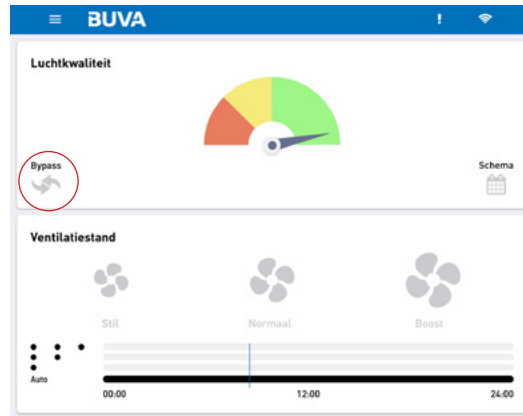 BUVA
Luchtkwaliteit
Bypass
Schema
Ventilatiestand
Stil
Normaal
Boost
Auto
00:00
12:00
24:00